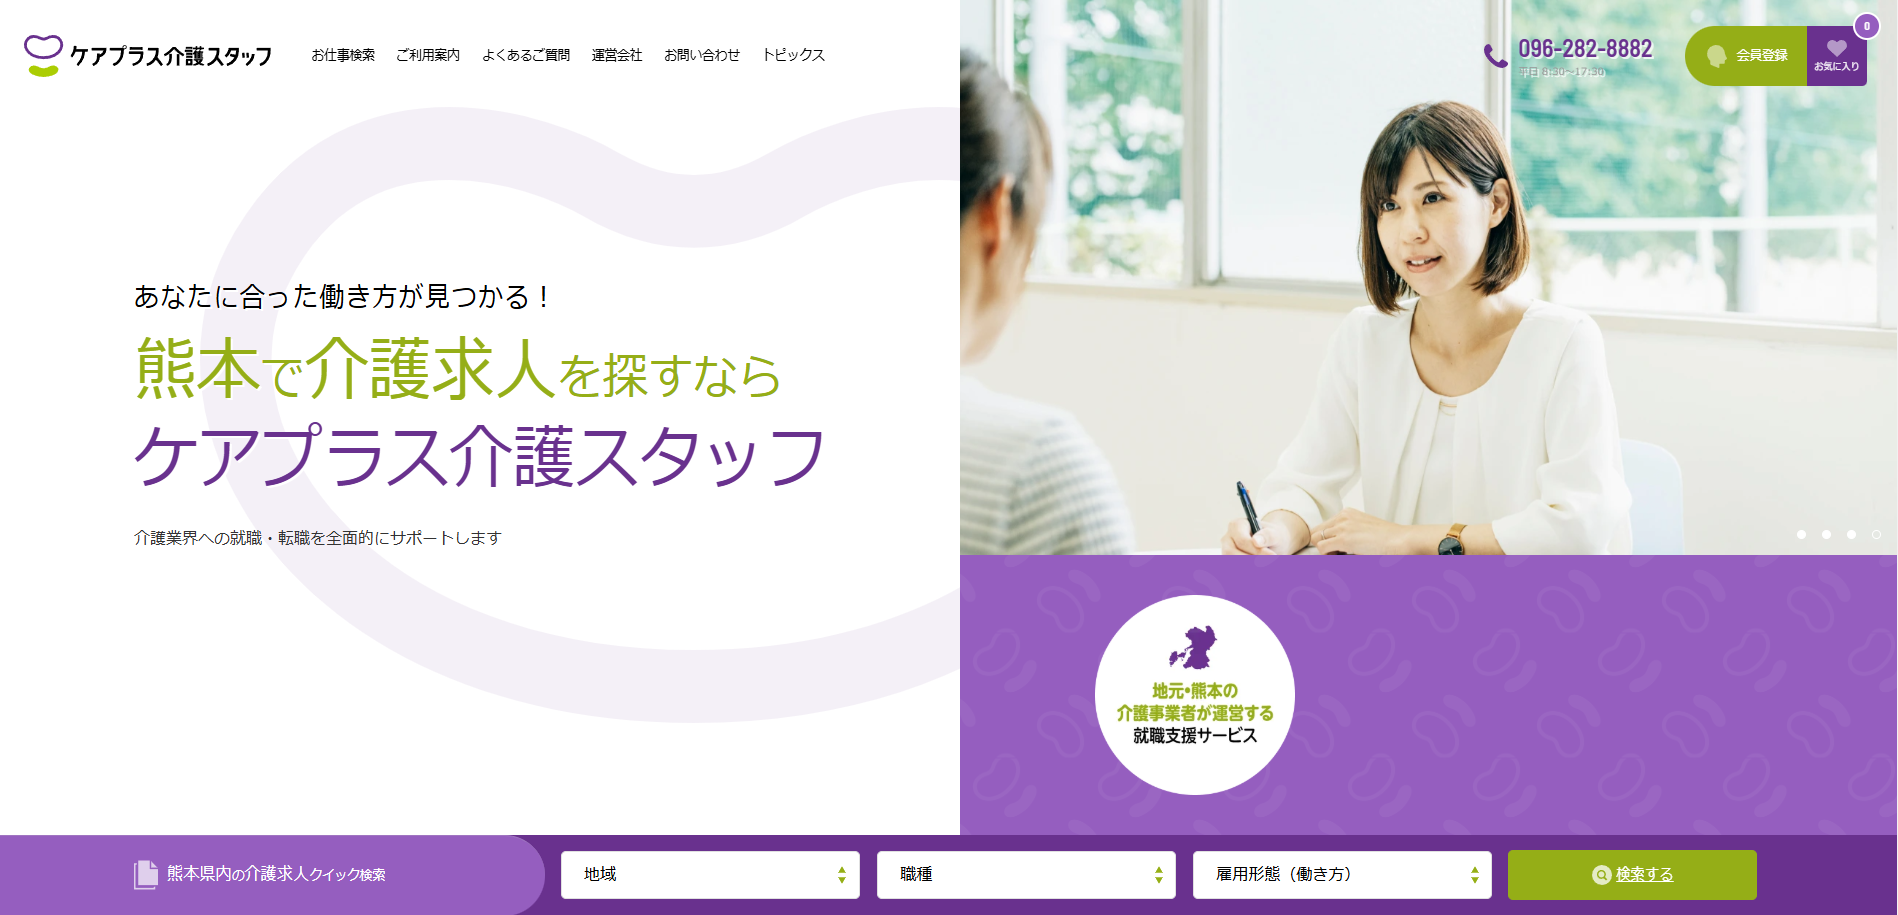 ケアプラス介護スタッフ
お仕事検索 ご利用案内 よくあるご質問 運営会社 お問い合わせ トピックス
096-282-8882
平日 8:30～17:30
会員登録
お気に入り
0
あなたに合った働き方が見つかる！
熊本で介護求人を探すなら
ケアプラス介護スタッフ
介護業界への就職・転職を全面的にサポートします
地元・熊本の
介護事業者が運営する
就職支援サービス
熊本県内の介護求人クイック検索
地域
職種
雇用形態（働き方）
検索する